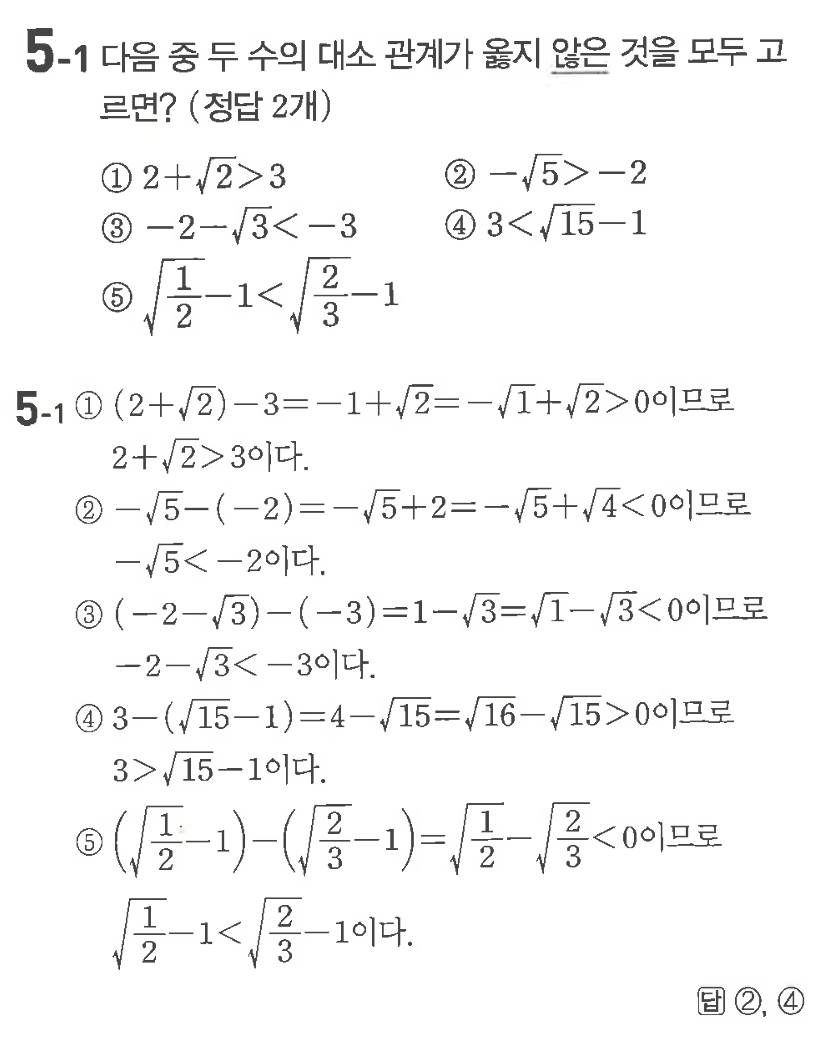 5-1 다음 중 두 수의 대소 관계가 옳지 않은 것을 모두 고
르면? (정답 2개)
① 2+√2>3 ② -√5>-2
③ -2-√3<-3 ④ 3<√15-1
⑤ √(1/2)-1<√(2/3)-1
5-1 ① (2+√2)-3=-1+√2=-√1+√2>0이므로
2+√2>3이다.
② -√5-(-2)=-√5+2=-√5+√4<0이므로
-√5<-2이다.
③ (-2-√3)-(-3)=1-√3=√1-√3<0이므로
-2-√3<-3이다.
④ 3-(√15-1)=4-√15=√16-√15>0이므로
3>√15-1이다.
⑤ (√(1/2)-1)-(√(2/3)-1)=√(1/2)-√(2/3)<0이므로
√(1/2)-1<√(2/3)-1이다.
답 ②, ④